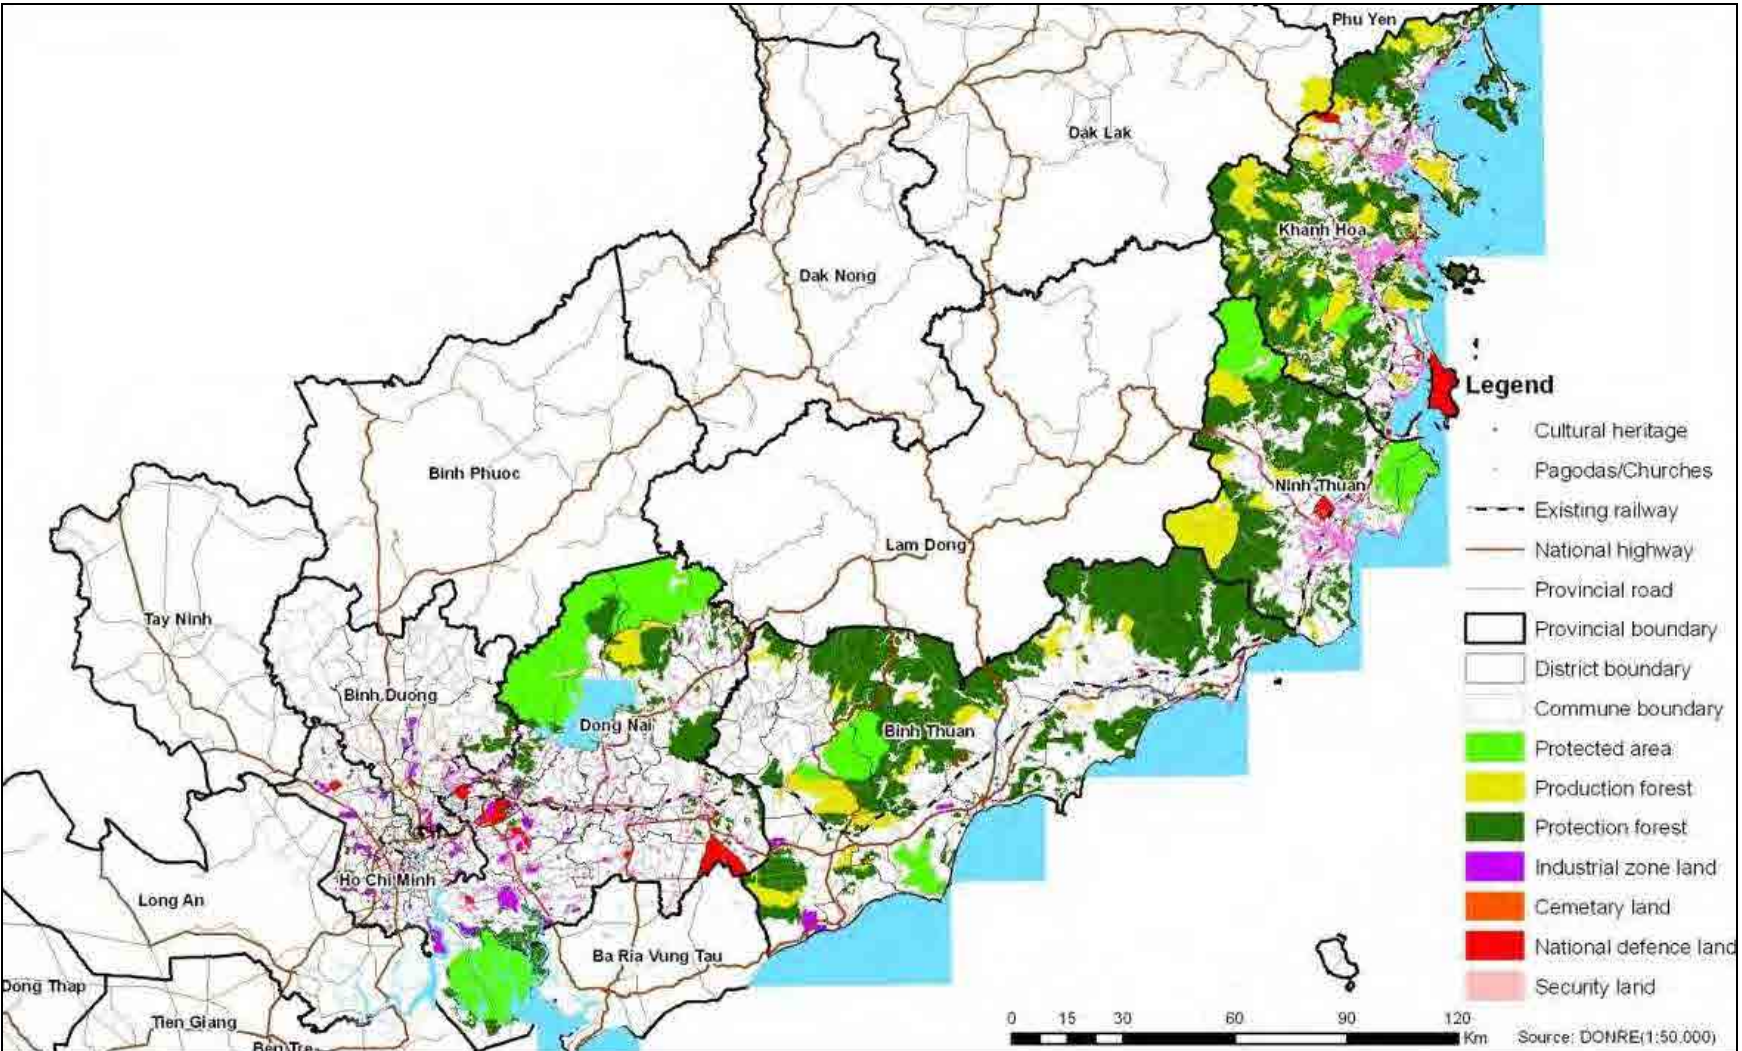 Phu Yen
Dak Lak
Khanh Hoa
Dak Nong
Legend
Cultural heritage
Binh Phuoc
Pagodas/Churches
Ninh Thuan
Existing railway
Lam Dong
National highway
Provincial road
Tay Ninh
Provincial boundary
District boundary
Binh Duong
Commune boundary
Dong Nai
Binh Thuan
Protected area
Production forest
Protection forest
Industrial zone land
Ho Chi Minh
Long An
Cemetary land
National defence land
Ba Ria Vung Tau
Dong Thap
Security land
Tien Giang
0 15 30 60 90 120
Km
Source: DONRE(1:50,000)
Ben Tre